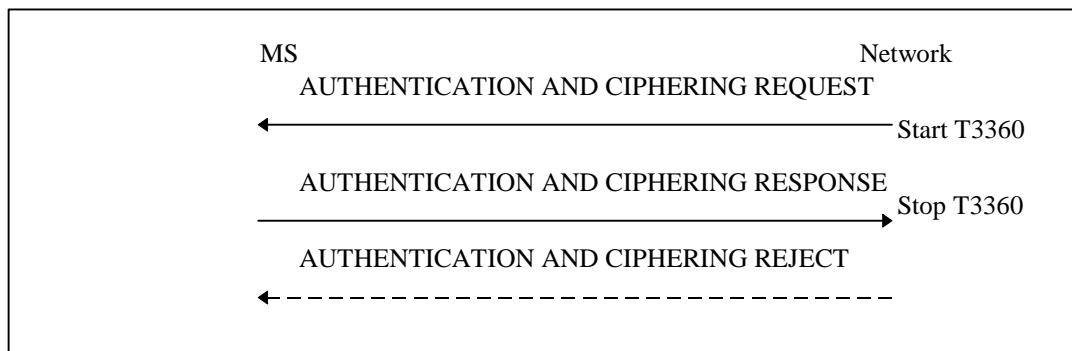 MS Network
AUTHENTICATION AND CIPHERING REQUEST
Start T3360
AUTHENTICATION AND CIPHERING RESPONSE
Stop T3360
AUTHENTICATION AND CIPHERING REJECT